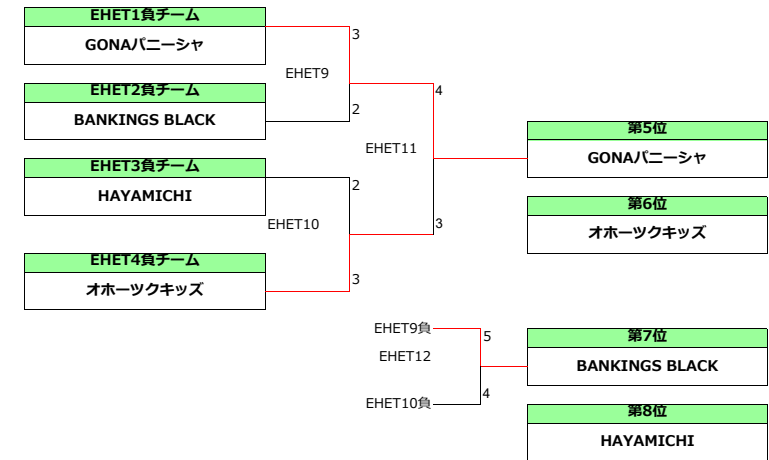 EHET1負チーム
GONAパニーシャ
3
EHET9
EHET2負チーム
2
BANKINGS BLACK
4
EHET11
第5位
GONAパニーシャ
EHET3負チーム
2
HAYAMICHI
EHET10
3
第6位
オホーツクキッズ
EHET4負チーム
3
オホーツクキッズ
EHET9負
5
EHET12
EHET10負
4
第7位
BANKINGS BLACK
第8位
HAYAMICHI